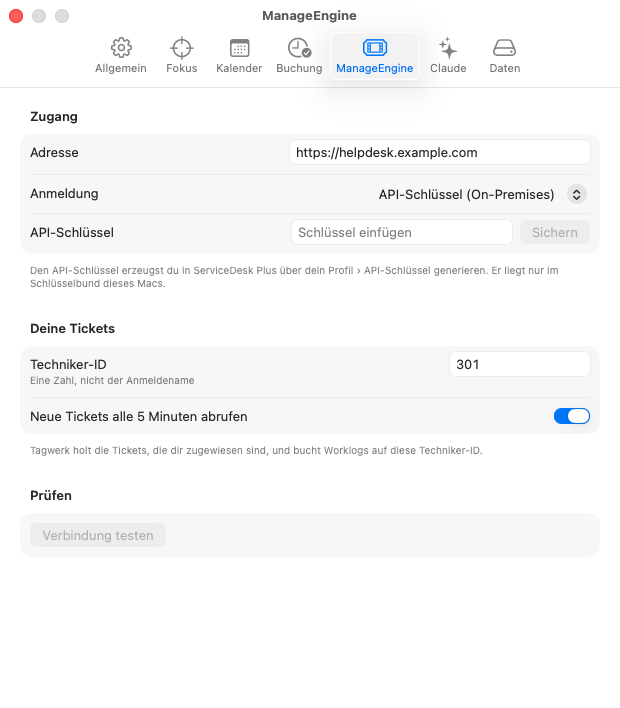 ManageEngine
Allgemein
Fokus
Kalender
Buchung
ManageEngine
Claude
Daten
Zugang
Adresse
https://helpdesk.example.com
Anmeldung
API-Schlüssel (On-Premises)
API-Schlüssel
Schlüssel einfügen
Sichern
Den API-Schlüssel erzeugst du in ServiceDesk Plus über dein Profil › API-Schlüssel generieren. Er liegt nur im
Schlüsselbund dieses Macs.
Deine Tickets
Techniker-ID
301
Eine Zahl, nicht der Anmeldename
Neue Tickets alle 5 Minuten abrufen
Tagwerk holt die Tickets, die dir zugewiesen sind, und bucht Worklogs auf diese Techniker-ID.
Prüfen
Verbindung testen